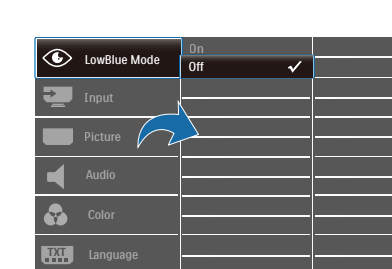 LowBlue Mode
On
Off
Input
Picture
Audio
Color
TXT
Language